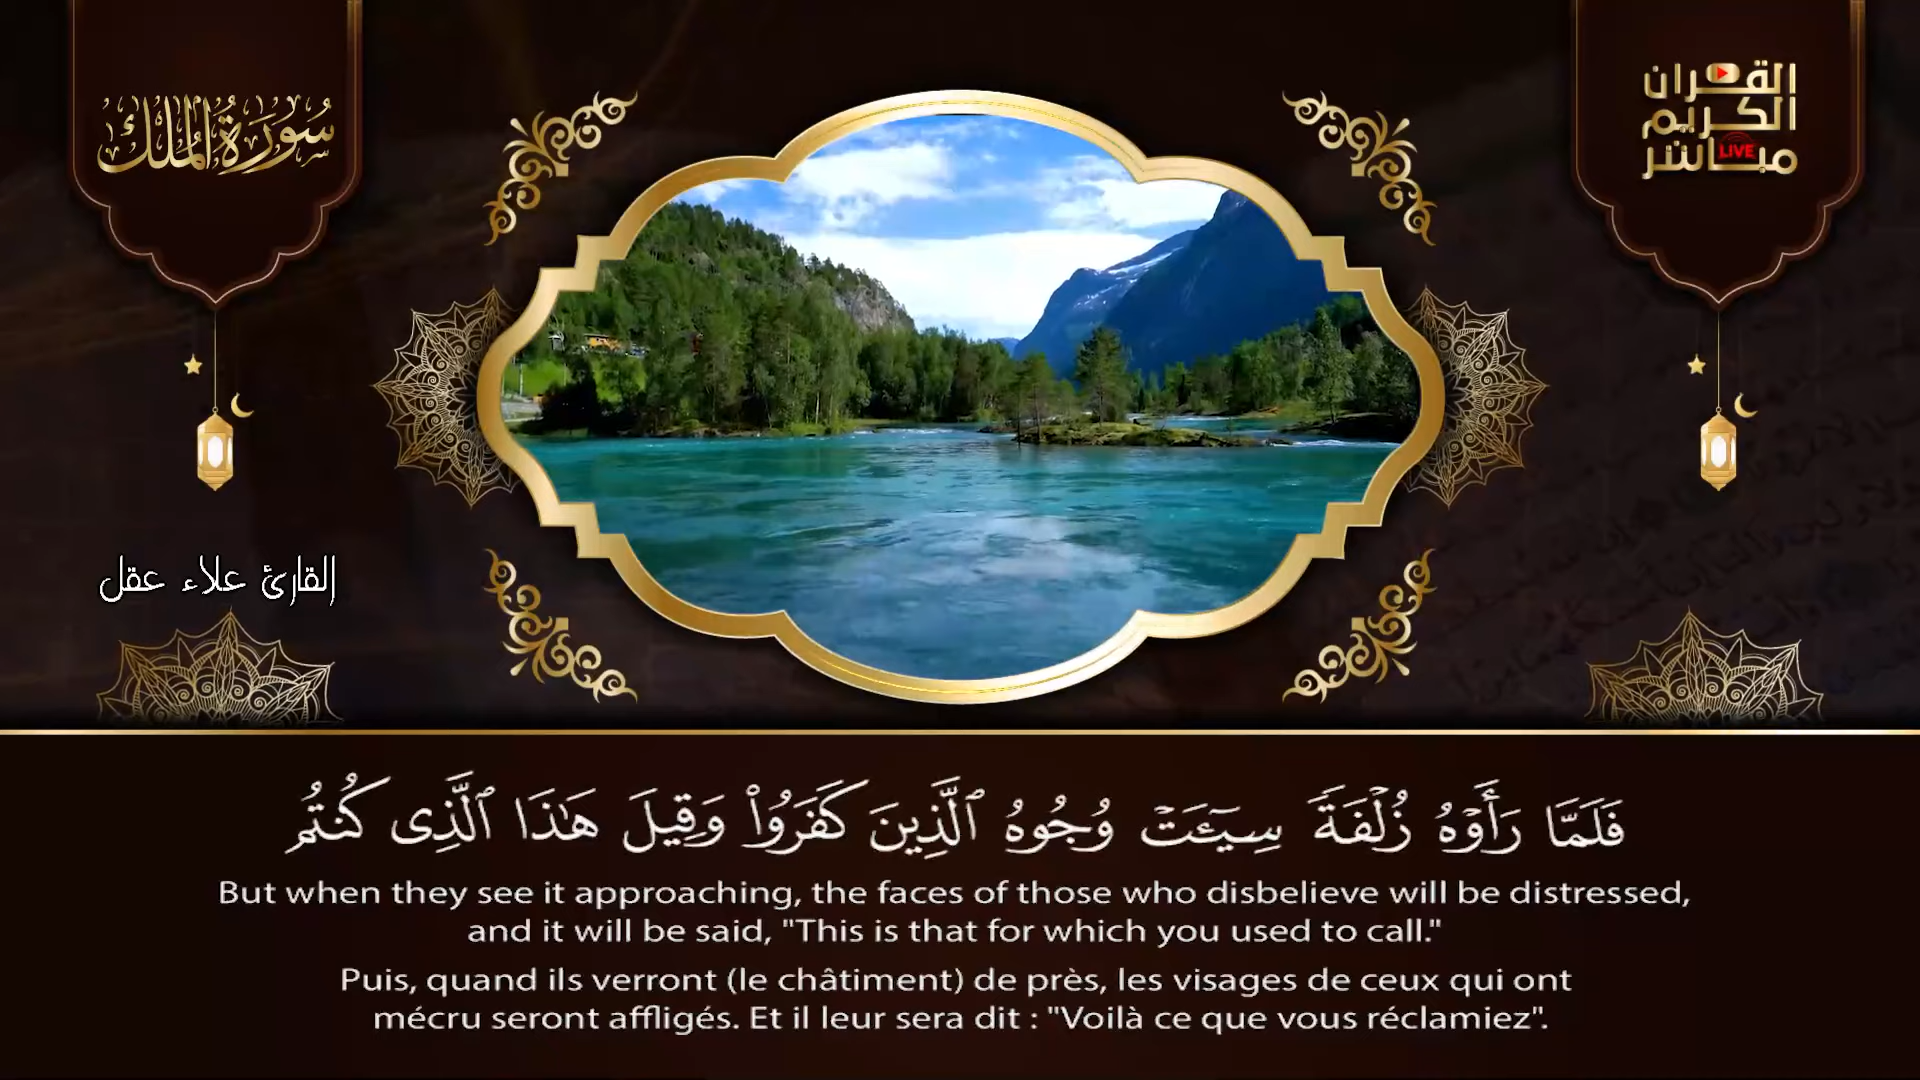 سُورَةُ الْمُلْكِ
القرآن
الكريم
مباشر
LIVE
القارئ علاء عقل
فَلَمَّا رَأَوْهُ زُلْفَةً سِيٓـَٔتْ وُجُوهُ ٱلَّذِينَ كَفَرُوا۟ وَقِيلَ هَـٰذَا ٱلَّذِى كُنتُم
But when they see it approaching, the faces of those who disbelieve will be distressed,
and it will be said, "This is that for which you used to call."
Puis, quand ils verront (le châtiment) de près, les visages de ceux qui ont
mécru seront affligés. Et il leur sera dit : "Voilà ce que vous réclamiez".